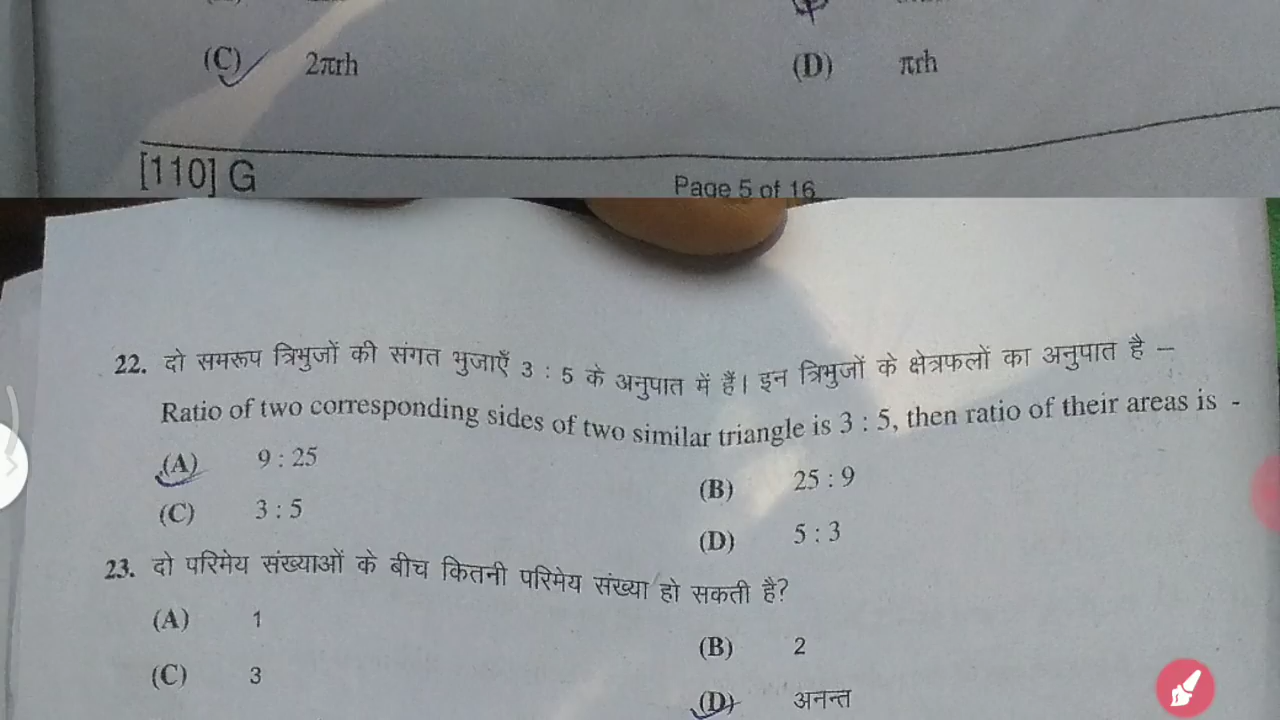 (C) 2πrh (D) πrh
[110] G Page 5 of 16
22. दो समरूप त्रिभुजों की संगत भुजाएँ 3 : 5 के अनुपात में हैं। इन त्रिभुजों के क्षेत्रफलों का अनुपात है –
Ratio of two corresponding sides of two similar triangle is 3 : 5, then ratio of their areas is -
(A) 9 : 25 (B) 25 : 9
(C) 3 : 5 (D) 5 : 3
23. दो परिमेय संख्याओं के बीच कितनी परिमेय संख्या हो सकती है?
(A) 1 (B) 2
(C) 3 (D) अनन्त